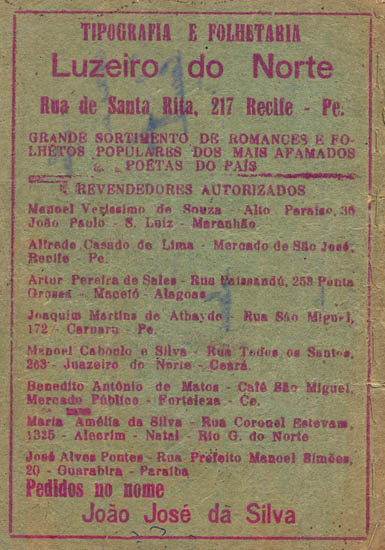 TIPOGRAFIA E FOLHETARIA
Luzeiro do Norte
Rua de Santa Rita, 217 Recife - Pe.
GRANDE SORTIMENTO DE ROMANCES E FO-
LHÊTOS POPULARES DOS MAIS AFAMADOS
POETAS DO PAÍS
REVENDEDORES AUTORIZADOS
Manoel Verissimo de Souza - Alto Paraiso, 36
João Paulo - S. Luiz - Maranhão
Alfredo Casado de Lima - Mercado de São José,
Recife - Pe.
Artur Pereira de Sales - Rua Paissandú, 253 Ponta
Grossa - Maceió - Alagoas
Joaquim Martins de Athayde Rua São Miguel,
172 - Caruaru - Pe.
Manoel Caboclo e Silva - Rua Todos os Santos,
263 - Juazeiro do Norte - Ceará.
Benedito Antônio de Matos - Café São Miguel,
Mercado Público - Fortaleza - Ce.
Maria Amélia da Silva - Rua Coronel Estevam,
1325 - Alecrim - Natal - Rio G. do Norte
José Alves Pontes - Rua Prefeito Manoel Simões,
20 - Guarabira - Paraiba
Pedidos no nome
João José da Silva